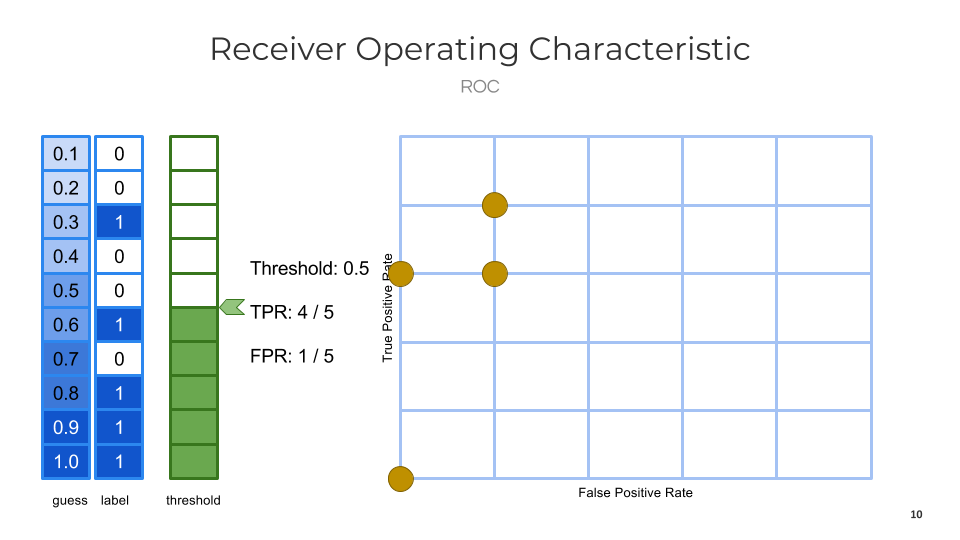 Receiver Operating Characteristic
ROC
0.1 0
0.2 0
0.3 1
0.4 0
0.5 0
0.6 1
0.7 0
0.8 1
0.9 1
1.0 1
guess label threshold
Threshold: 0.5
TPR: 4 / 5
FPR: 1 / 5
True Positive Rate
False Positive Rate
10